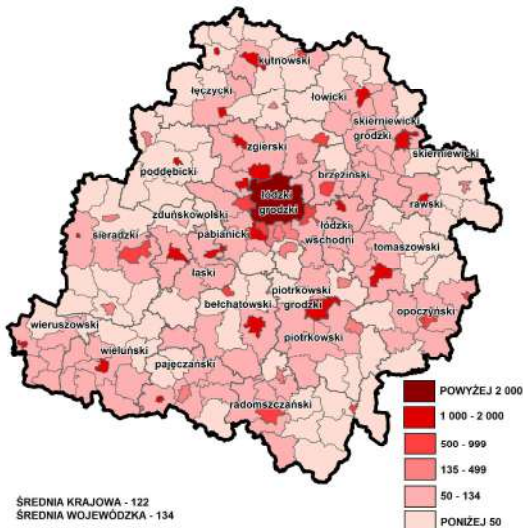 kutnowski
łęczycki
łowicki
skierniewicki
grodzki
skierniewicki
zgierski
brzeziński
poddębicki
łódzki
grodzki
rawski
zduńskowolski
sieradzki
pabianicki
łódzki
wschodni
tomaszowski
łaski
piotrkowski
grodzki
bełchatowski
opoczyński
wieruszowski
piotrkowski
wieluński
pajęczański
radomszczański
POWYŻEJ 2 000
1 000 - 2 000
500 - 999
135 - 499
50 - 134
PONIŻEJ 50
ŚREDNIA KRAJOWA - 122
ŚREDNIA WOJEWÓDZKA - 134